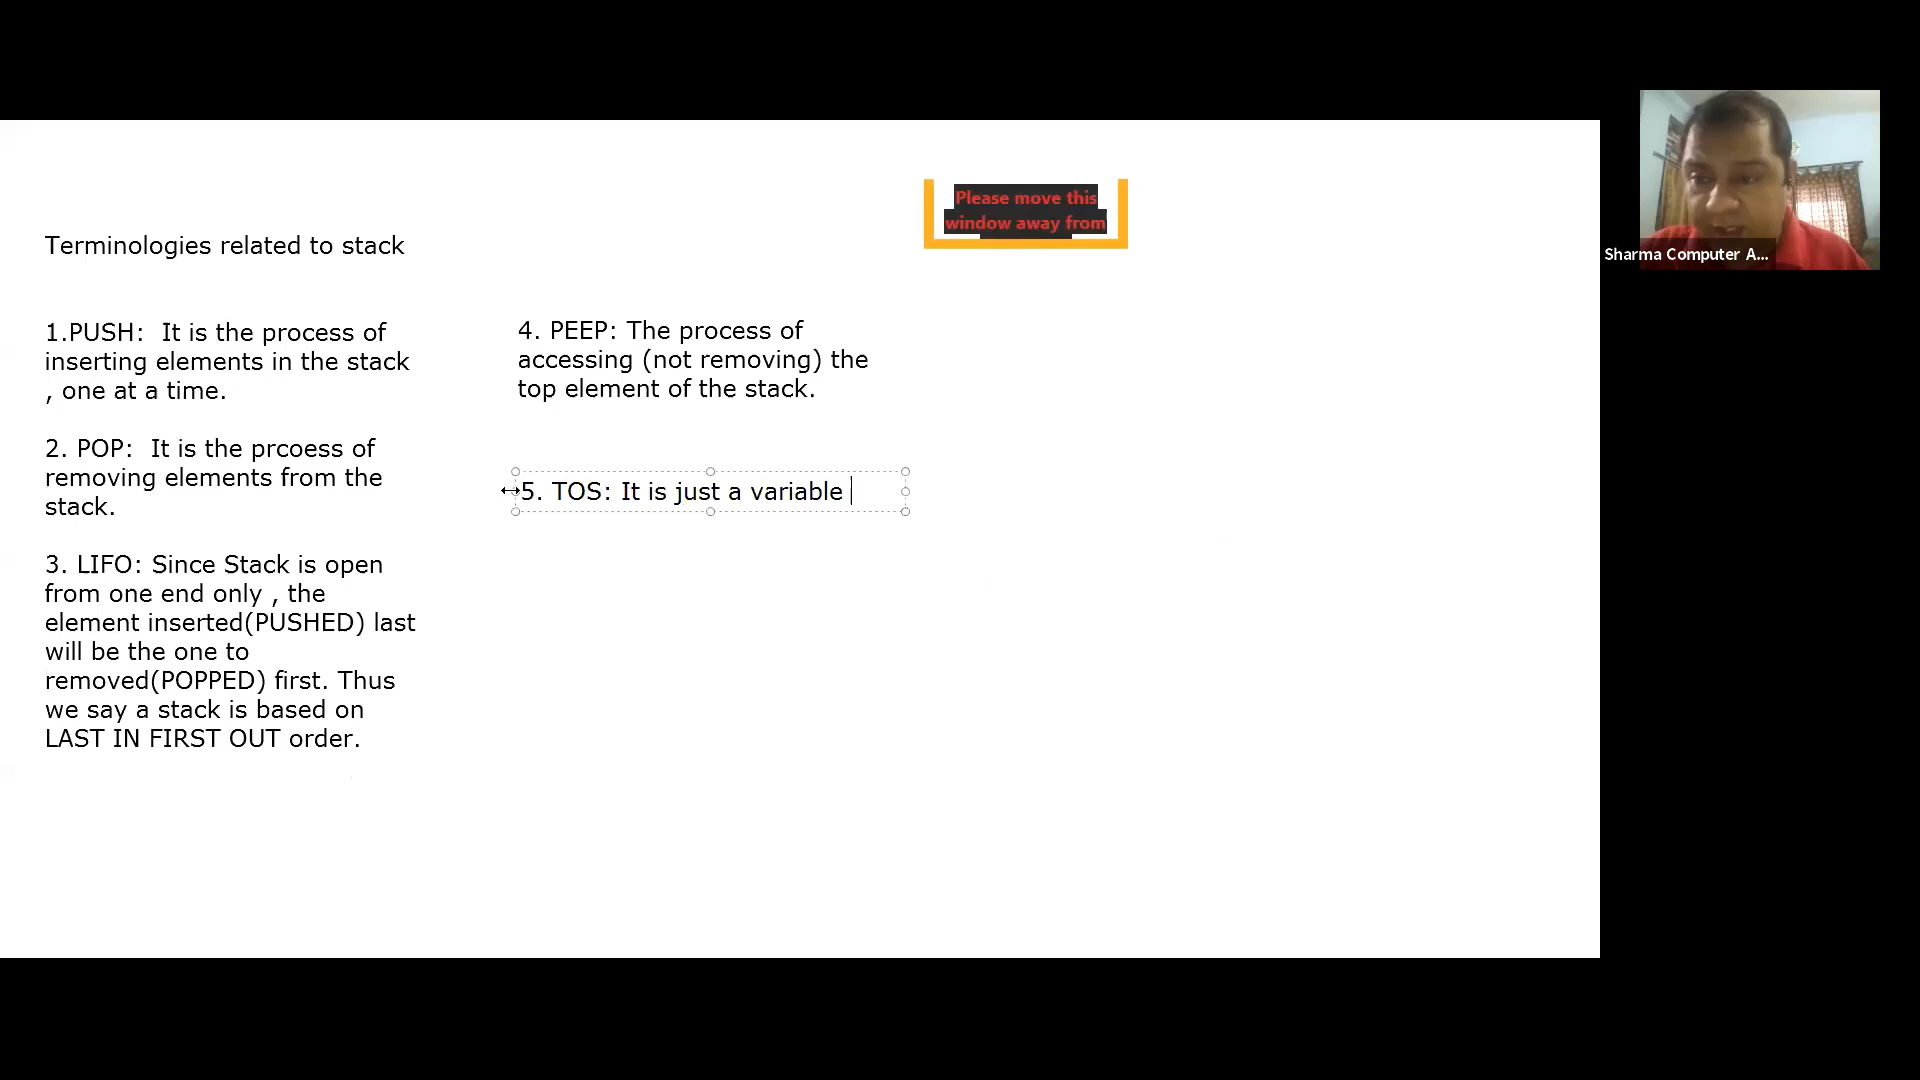 Please move this
window away from
Sharma Computer A...
Terminologies related to stack
1.PUSH:  It is the process of
inserting elements in the stack
, one at a time.
2. POP:  It is the prcoess of
removing elements from the
stack.
3. LIFO: Since Stack is open
from one end only , the
element inserted(PUSHED) last
will be the one to
removed(POPPED) first. Thus
we say a stack is based on
LAST IN FIRST OUT order.
4. PEEP: The process of
accessing (not removing) the
top element of the stack.
5. TOS: It is just a variable